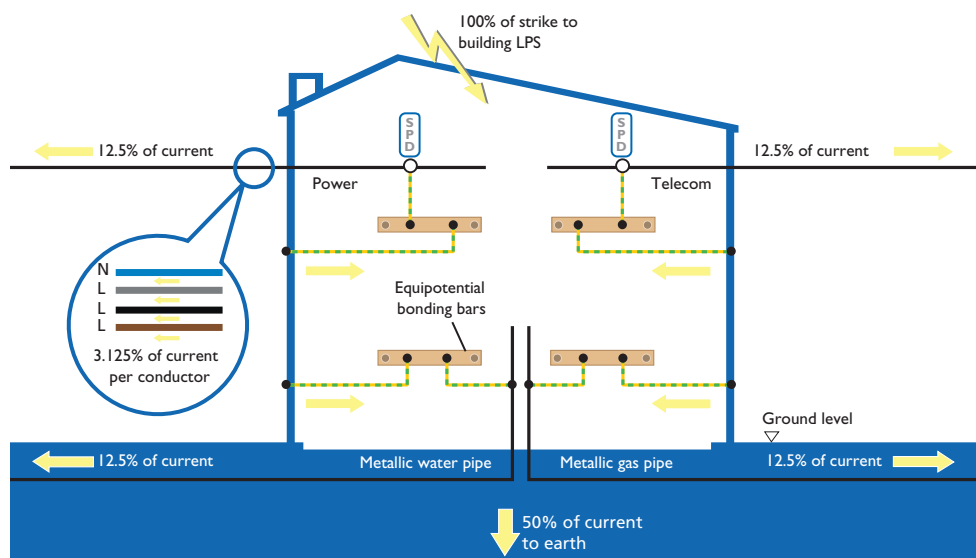 100% of strike to
building LPS
SPD
SPD
12.5% of current
12.5% of current
Power
Telecom
N
L
L
L
3.125% of current
per conductor
Equipotential
bonding bars
Ground level
12.5% of current
Metallic water pipe
Metallic gas pipe
12.5% of current
50% of current
to earth